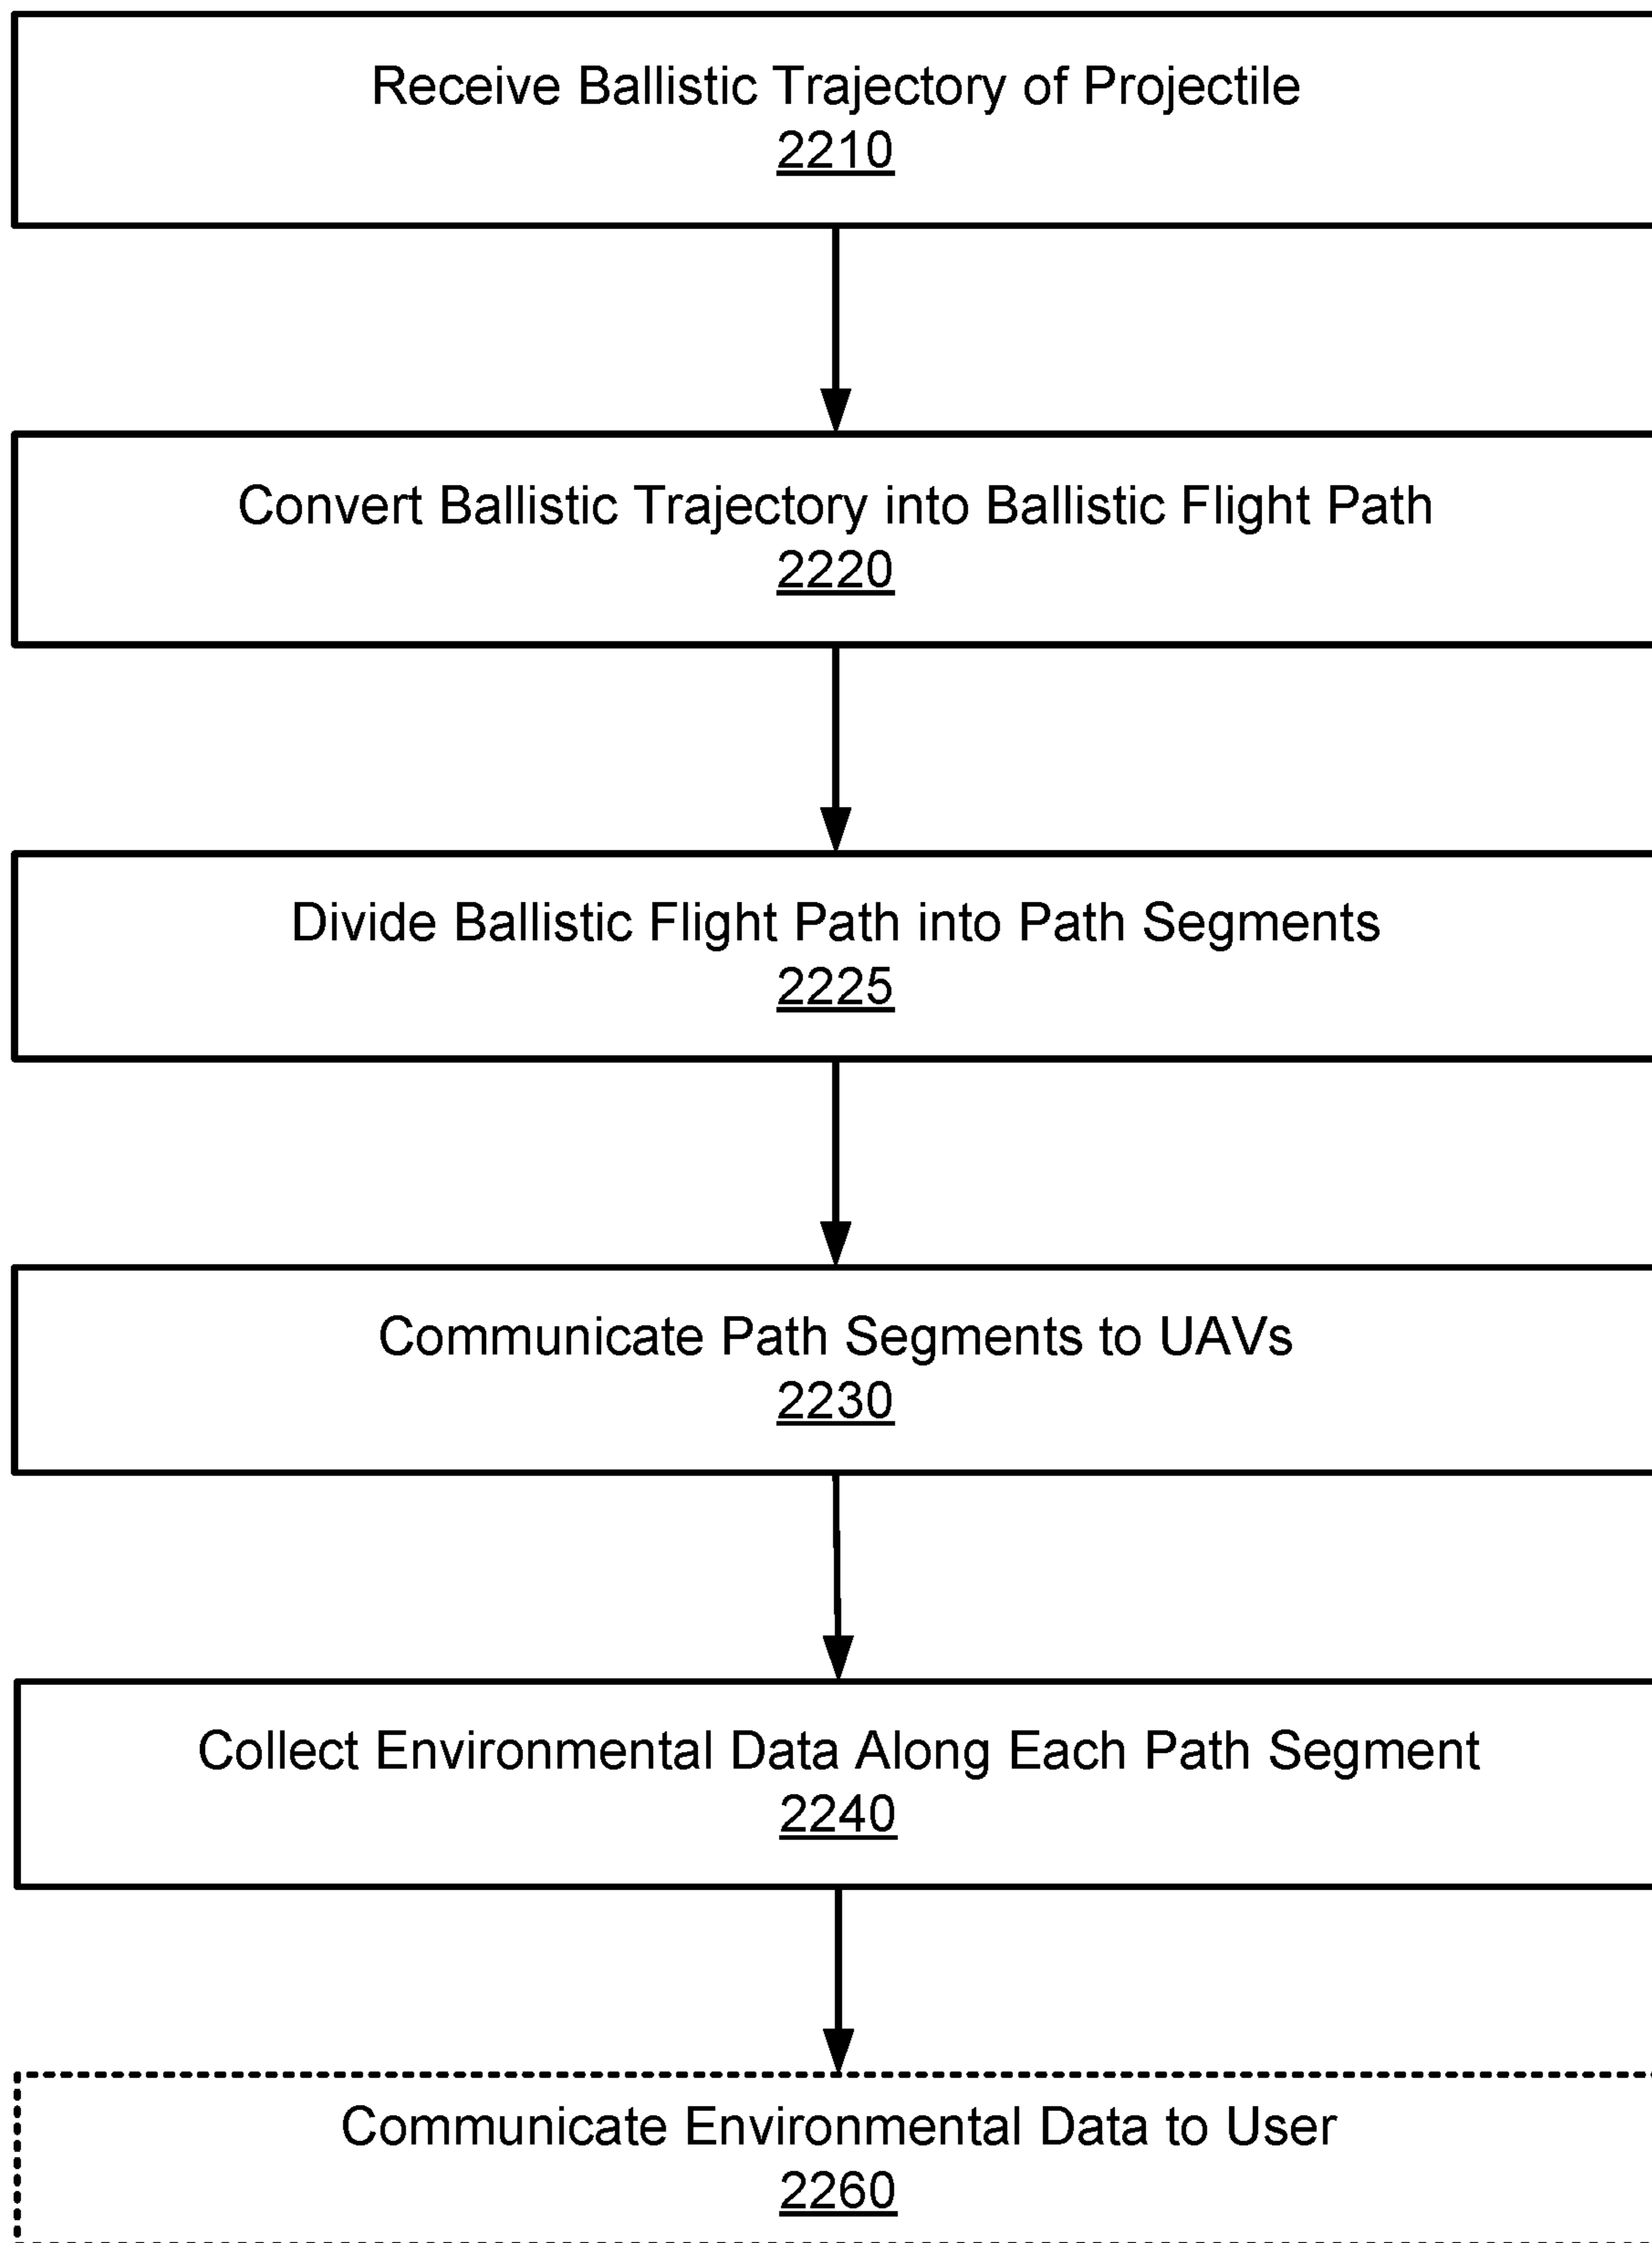 Receive Ballistic Trajectory of Projectile
2210
Convert Ballistic Trajectory into Ballistic Flight Path
2220
Divide Ballistic Flight Path into Path Segments
2225
Communicate Path Segments to UAVs
2230
Collect Environmental Data Along Each Path Segment
2240
Communicate Environmental Data to User
2260